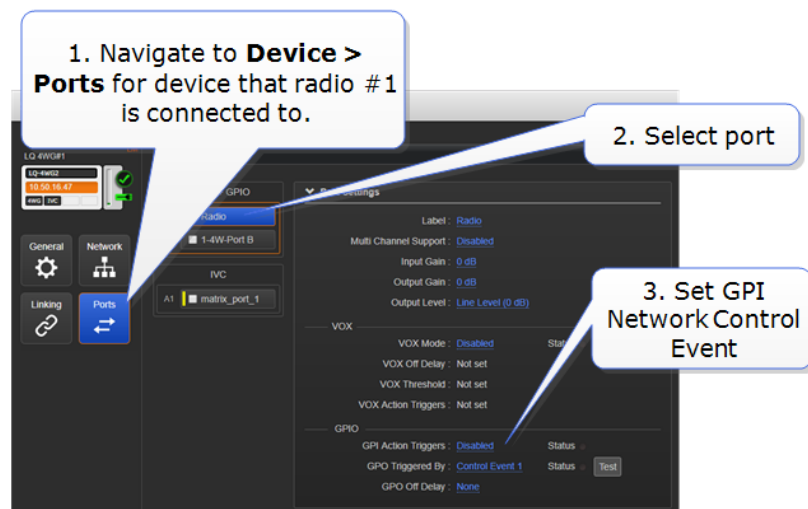 1. Navigate to Device >
Ports for device that radio #1
is connected to.
2. Select port
3. Set GPI
Network Control
Event
LQ 4WG#1
LQ-4WG2
10.50.16.47
4WG IVC
General
Network
Linking
Ports
GPIO
Radio
1-4W-Port B
IVC
A1 matrix_port_1
Settings
Label : Radio
Multi Channel Support : Disabled
Input Gain : 0 dB
Output Gain : 0 dB
Output Level : Line Level (0 dB)
VOX
VOX Mode : Disabled
VOX Off Delay : Not set
VOX Threshold : Not set
VOX Action Triggers : Not set
GPIO
GPI Action Triggers : Disabled Status
GPO Triggered By : Control Event 1 Status Test
GPO Off Delay : None